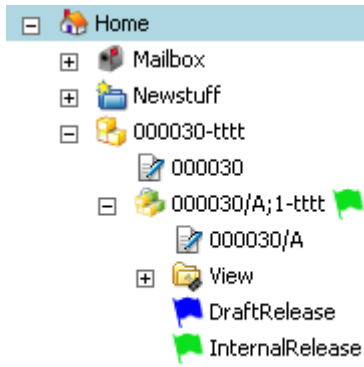 Home
Mailbox
Newstuff
000030-tttt
000030
000030/A;1-tttt
000030/A
View
DraftRelease
InternalRelease